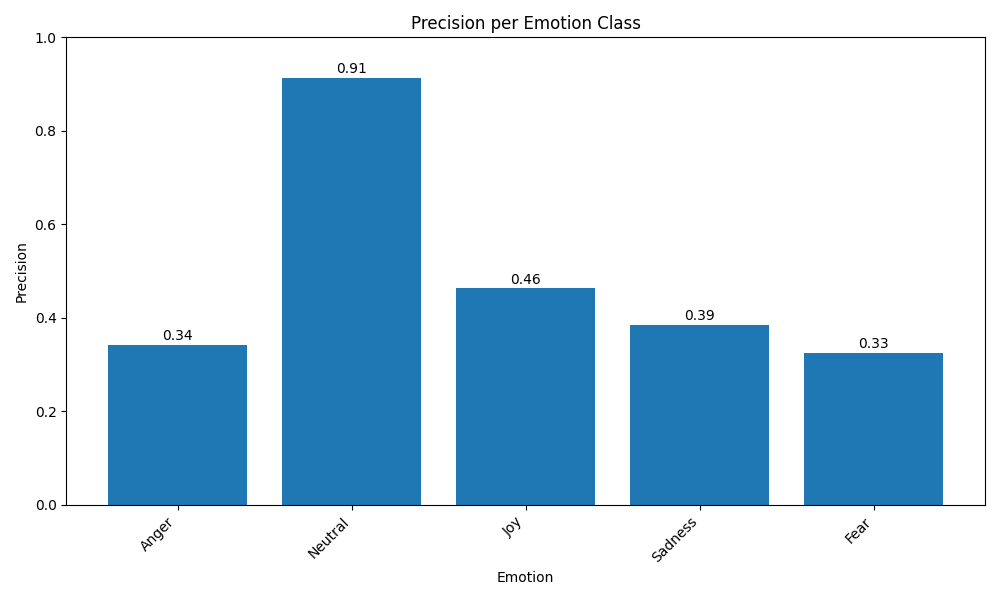 Precision per Emotion Class
1.0
0.8
0.6
0.4
0.2
0.0
Precision
0.34
0.91
0.46
0.39
0.33
Anger
Neutral
Joy
Sadness
Fear
Emotion